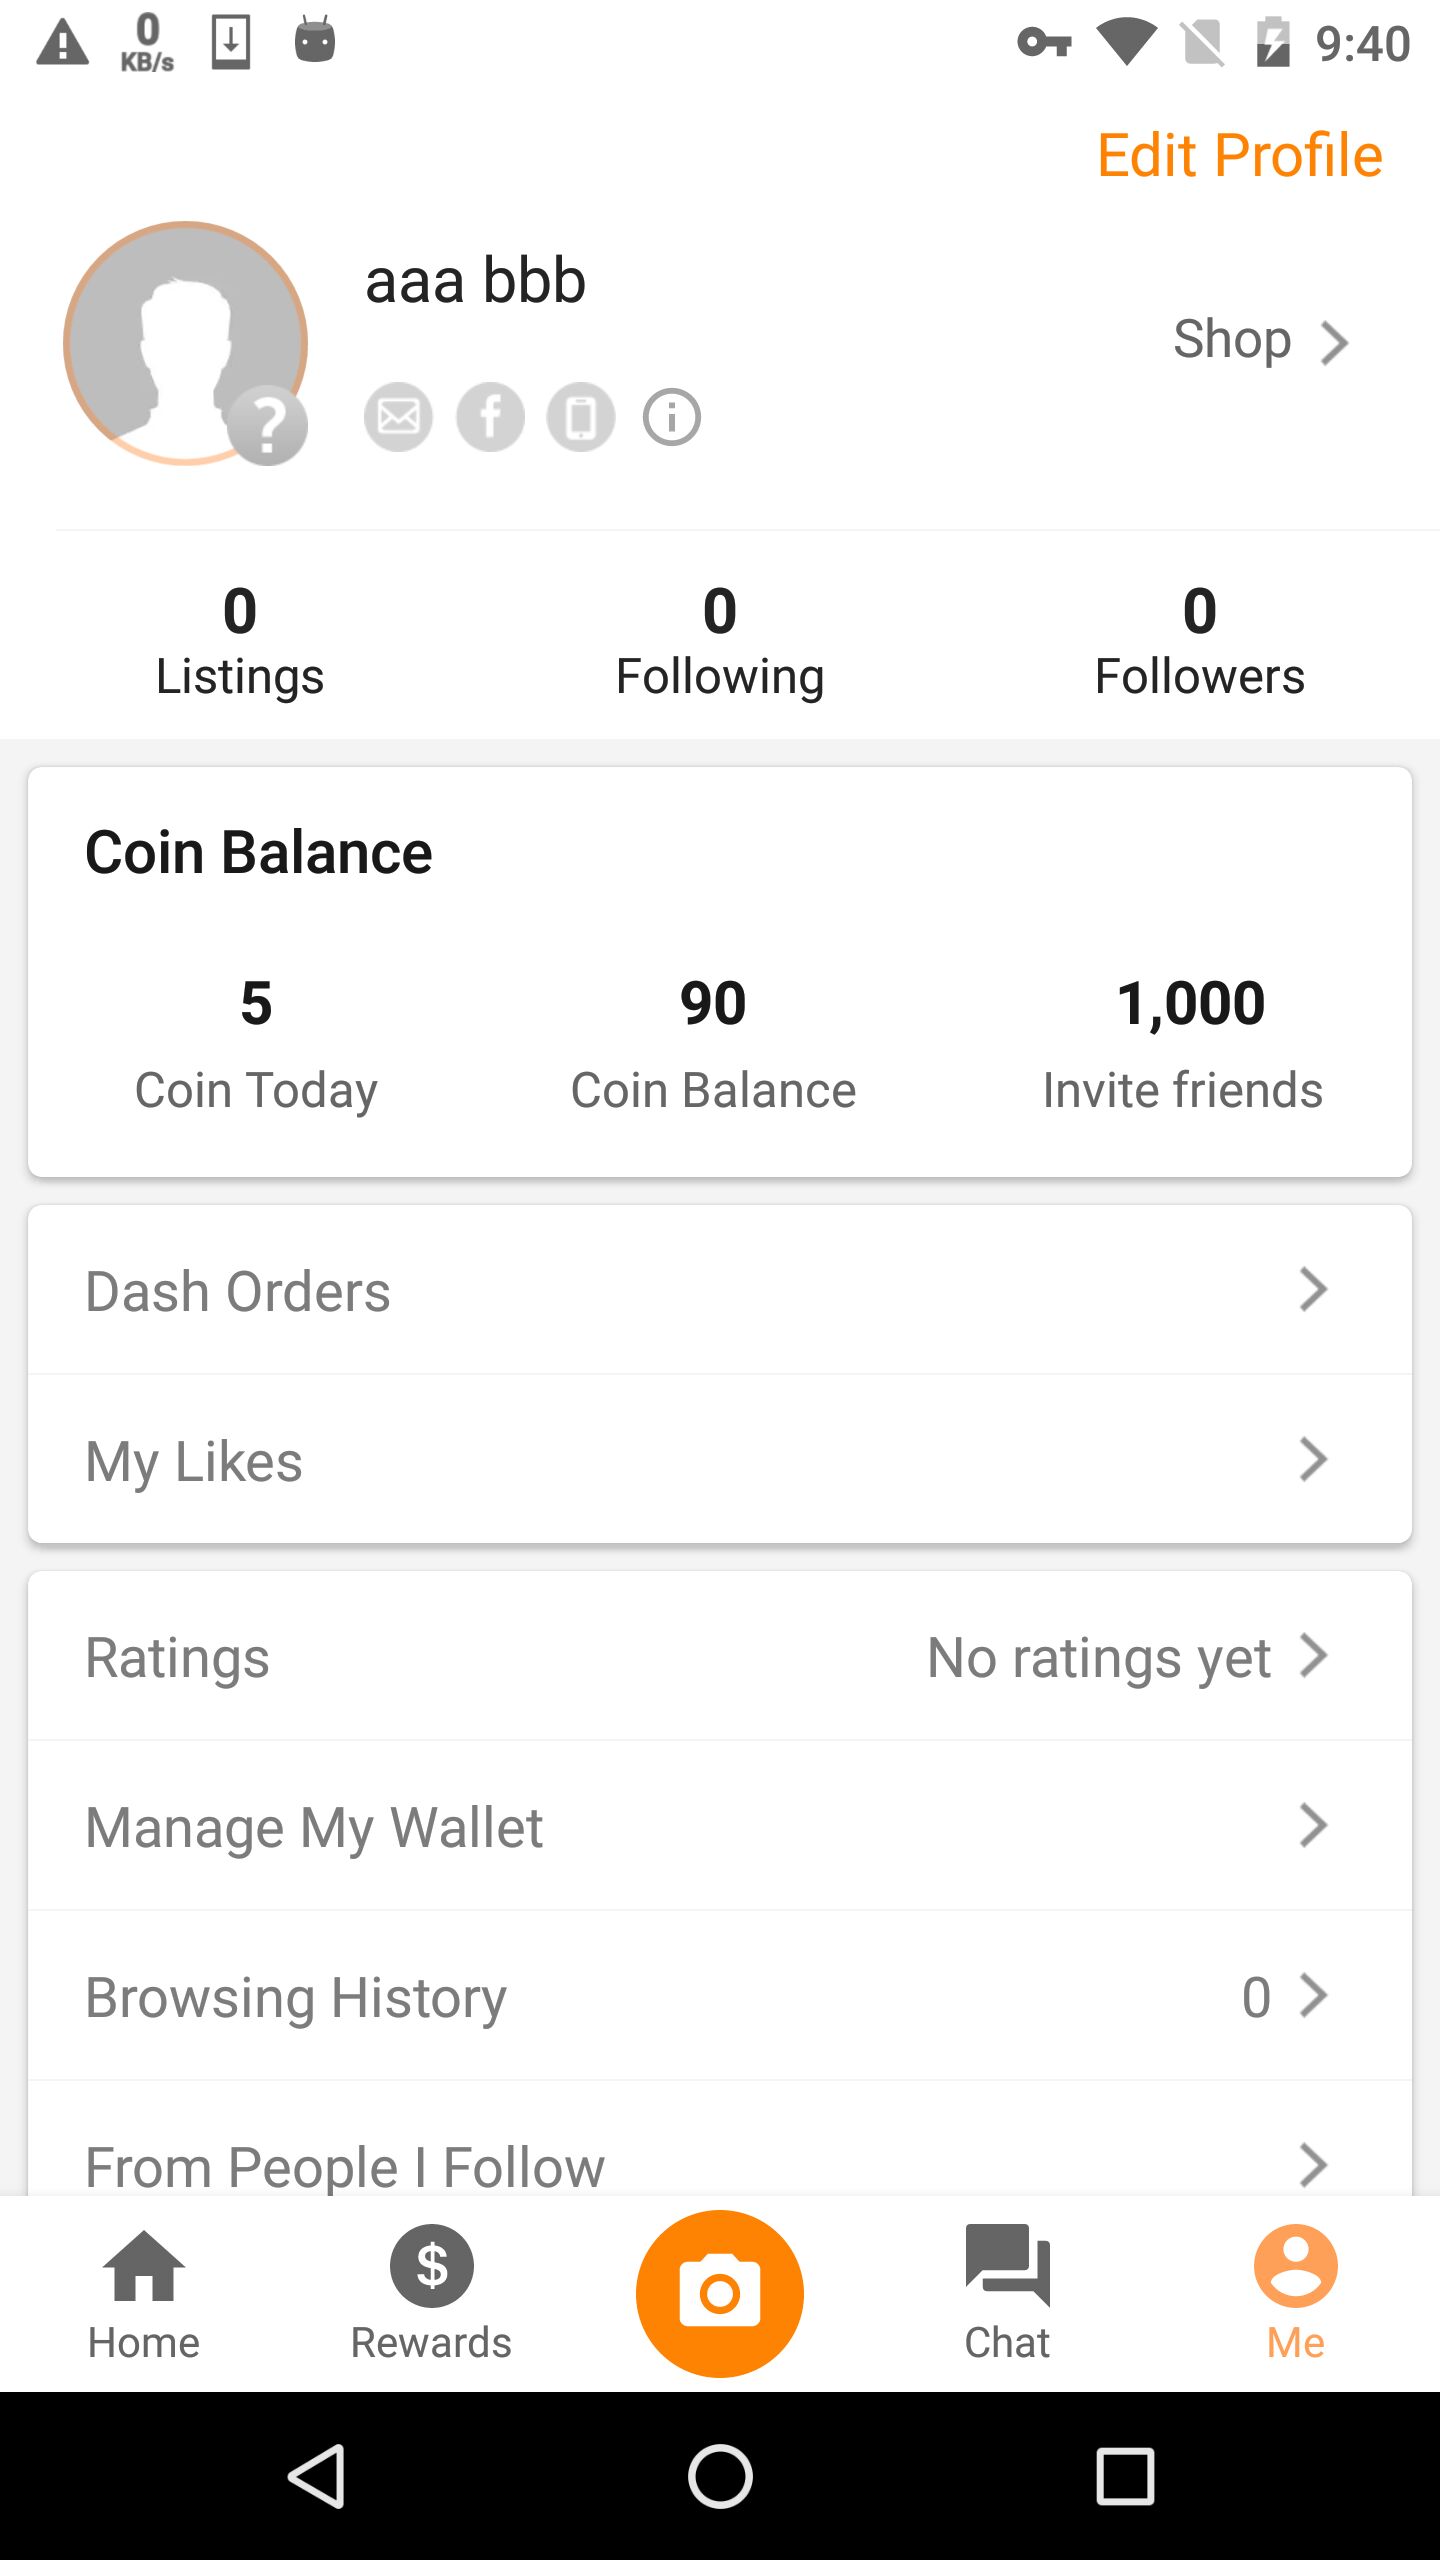 0
KB/s
9:40
Edit Profile
aaa bbb
Shop
0 0 0
Listings Following Followers
Coin Balance
5 90 1,000
Coin Today Coin Balance Invite friends
Dash Orders
My Likes
Ratings No ratings yet
Manage My Wallet
Browsing History 0
From People I Follow
Home Rewards Chat Me